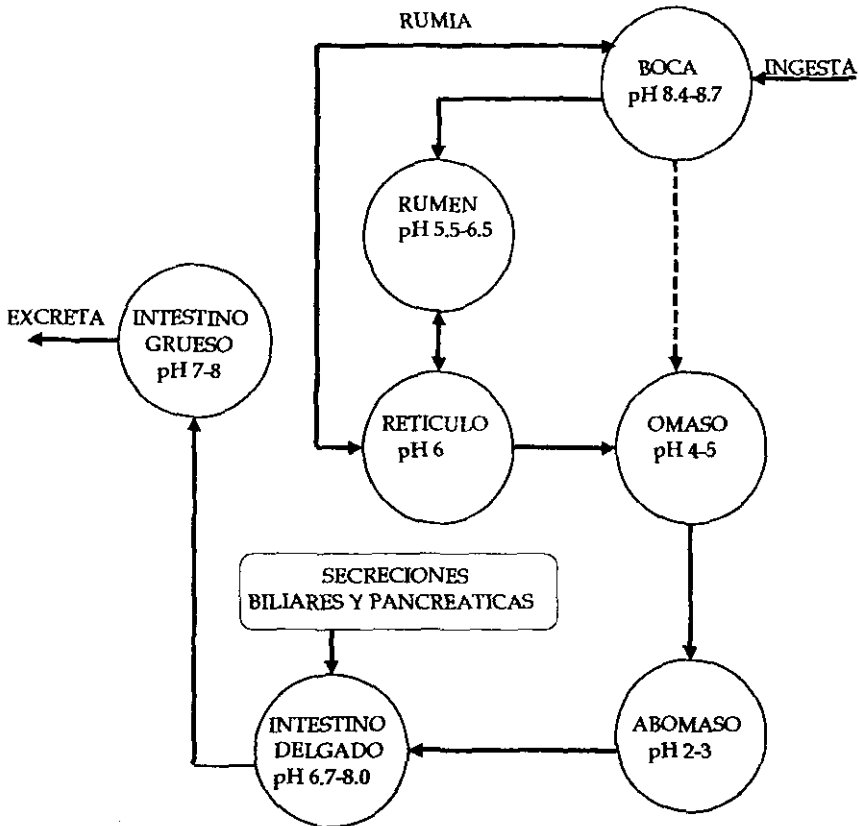 RUMIA
BOCA
pH 8.4-8.7
INGESTA
RUMEN
pH 5.5-6.5
EXCRETA
INTESTINO
GRUESO
pH 7-8
RETICULO
pH 6
OMASO
pH 4-5
SECRECIONES
BILIARES Y PANCREATICAS
INTESTINO
DELGADO
pH 6.7-8.0
ABOMASO
pH 2-3